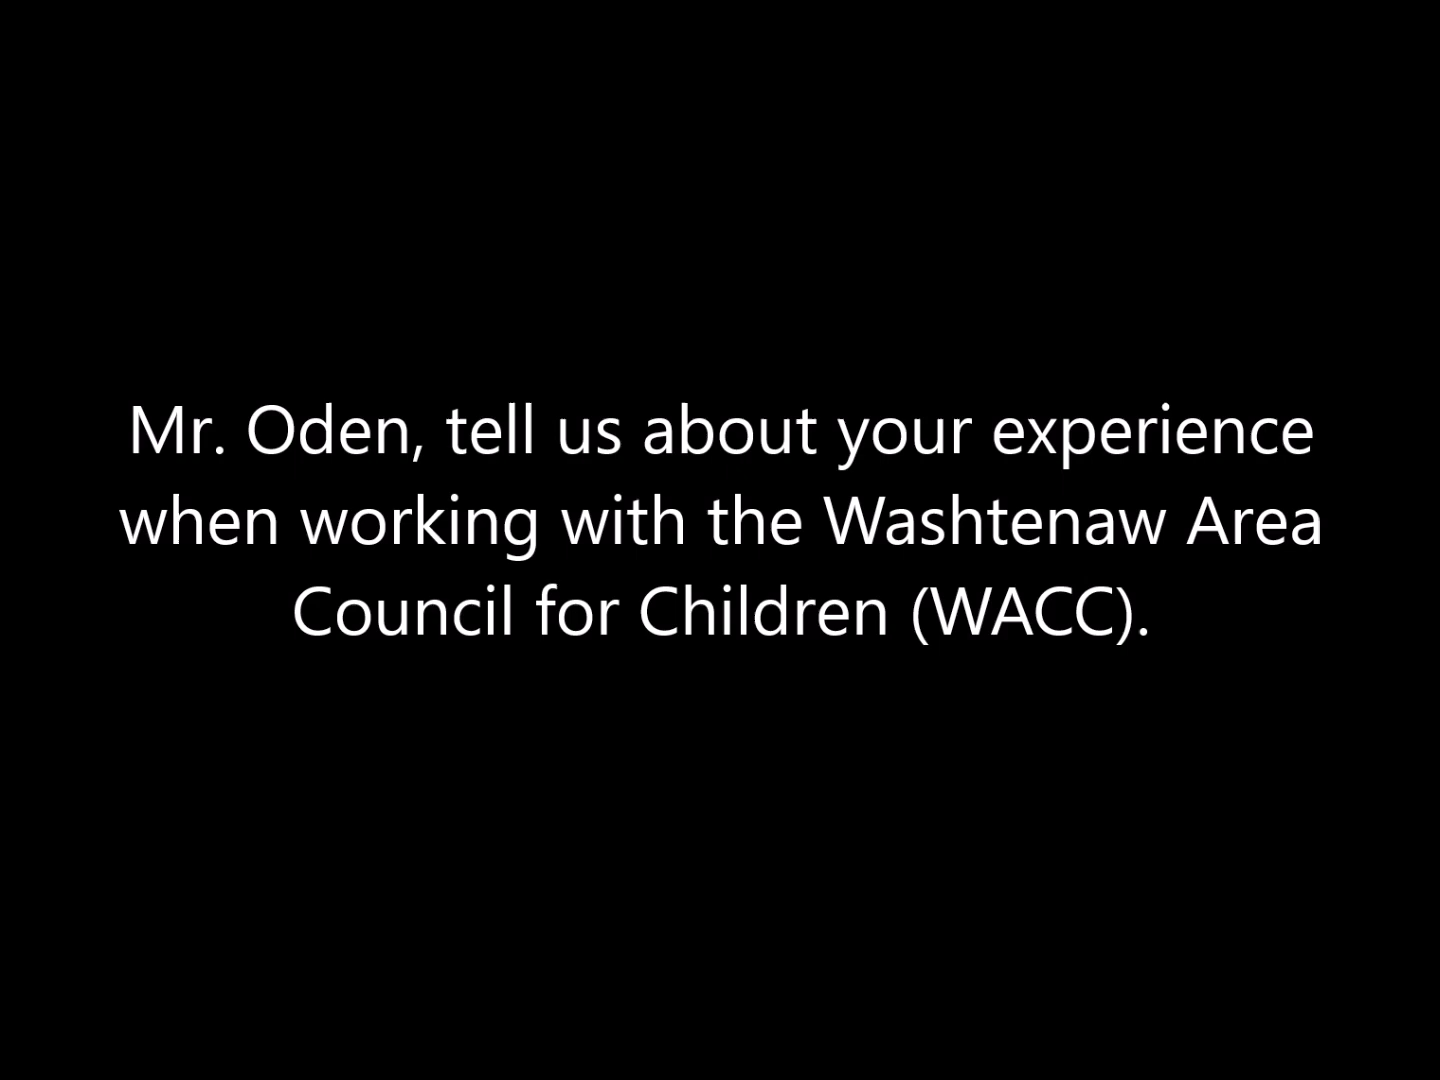 Mr. Oden, tell us about your experience
when working with the Washtenaw Area
Council for Children (WACC).